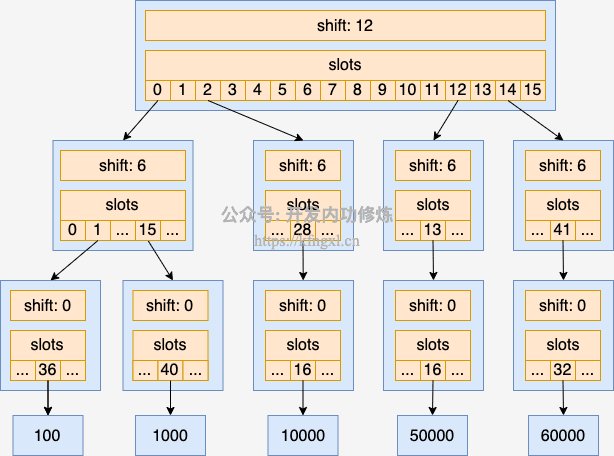 shift: 12
slots
0 1 2 3 4 5 6 7 8 9 10 11 12 13 14 15
shift: 6 shift: 6 shift: 6 shift: 6
slots slots slots slots
0 1 ... 15 ... ... 28 ... ... 13 ... ... 41 ...
公众号: 开发内功修炼
https://kfngxl.cn
shift: 0 shift: 0 shift: 0 shift: 0 shift: 0
slots slots slots slots slots
... 36 ... ... 40 ... ... 16 ... ... 16 ... ... 32 ...
100 1000 10000 50000 60000